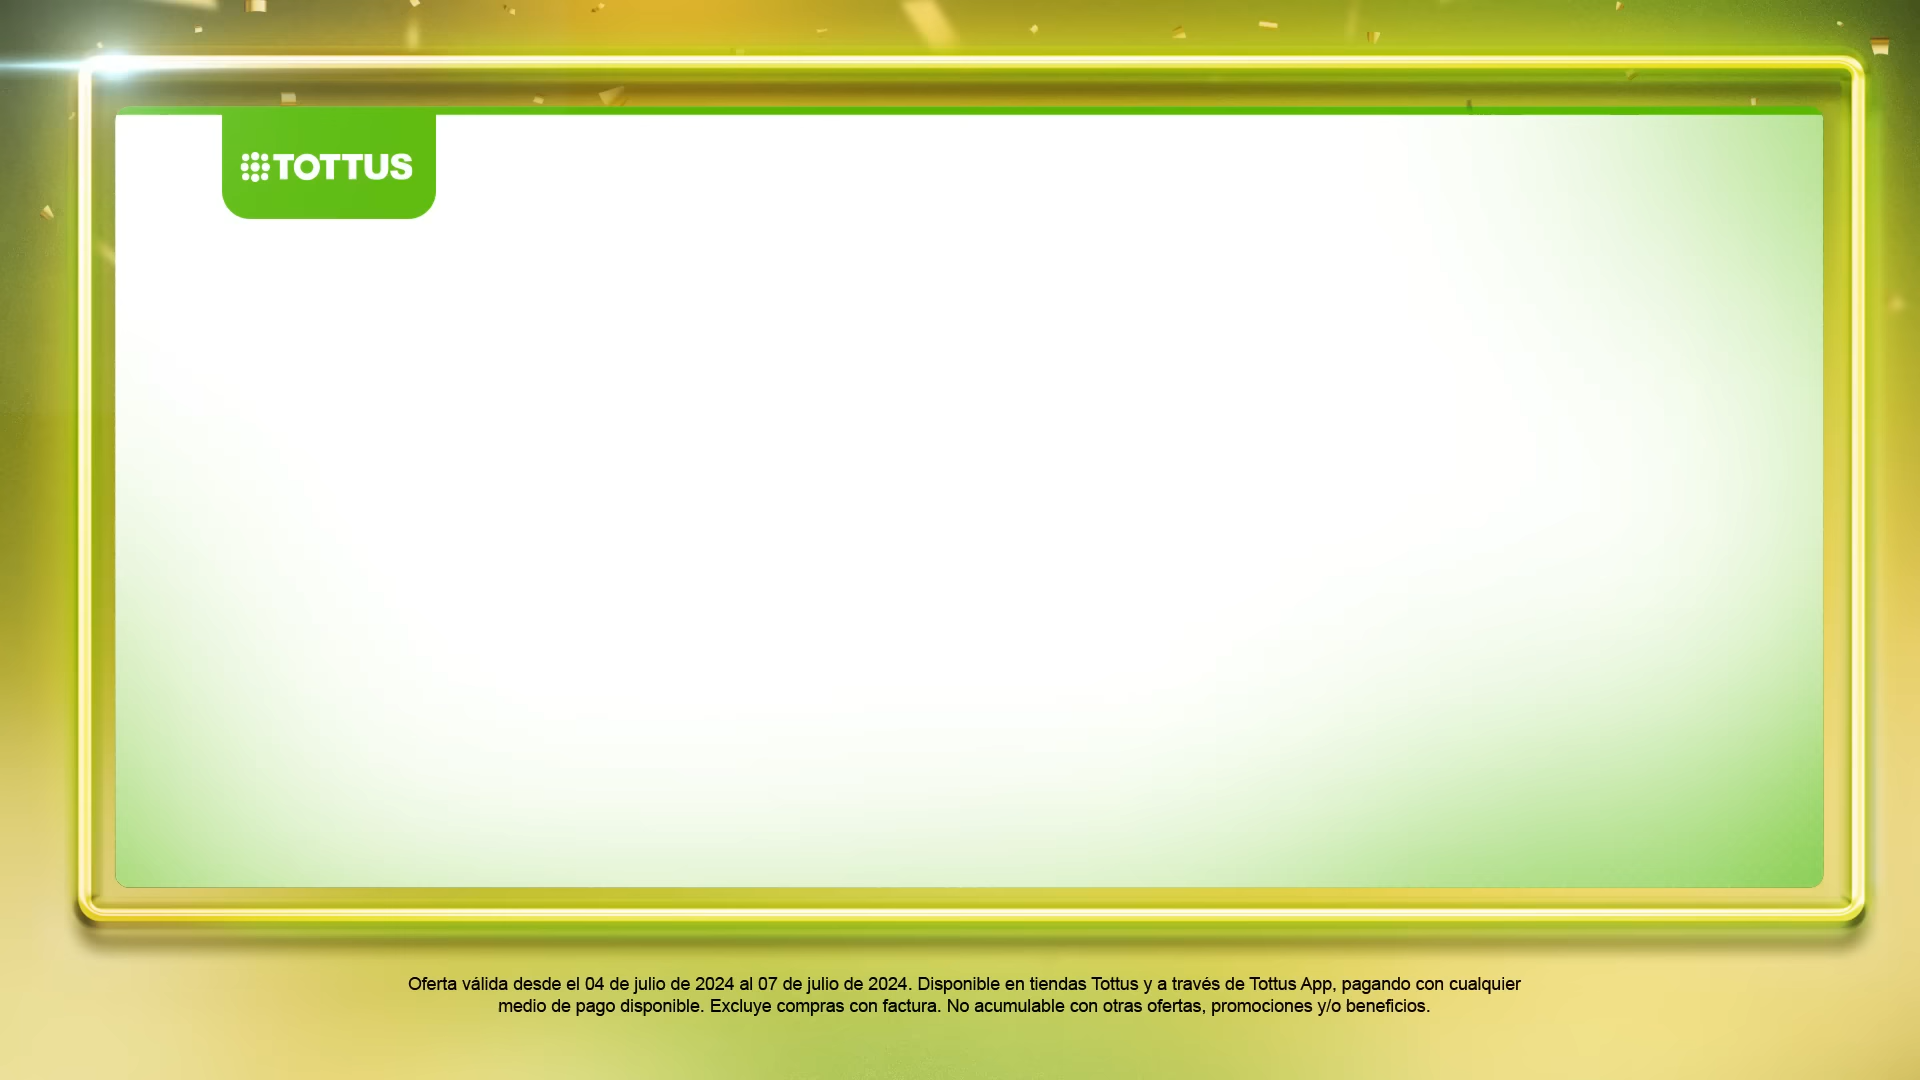 TOTTUS
Oferta válida desde el 04 de julio de 2024 al 07 de julio de 2024. Disponible en tiendas Tottus y a través de Tottus App, pagando con cualquier
medio de pago disponible. Excluye compras con factura. No acumulable con otras ofertas, promociones y/o beneficios.